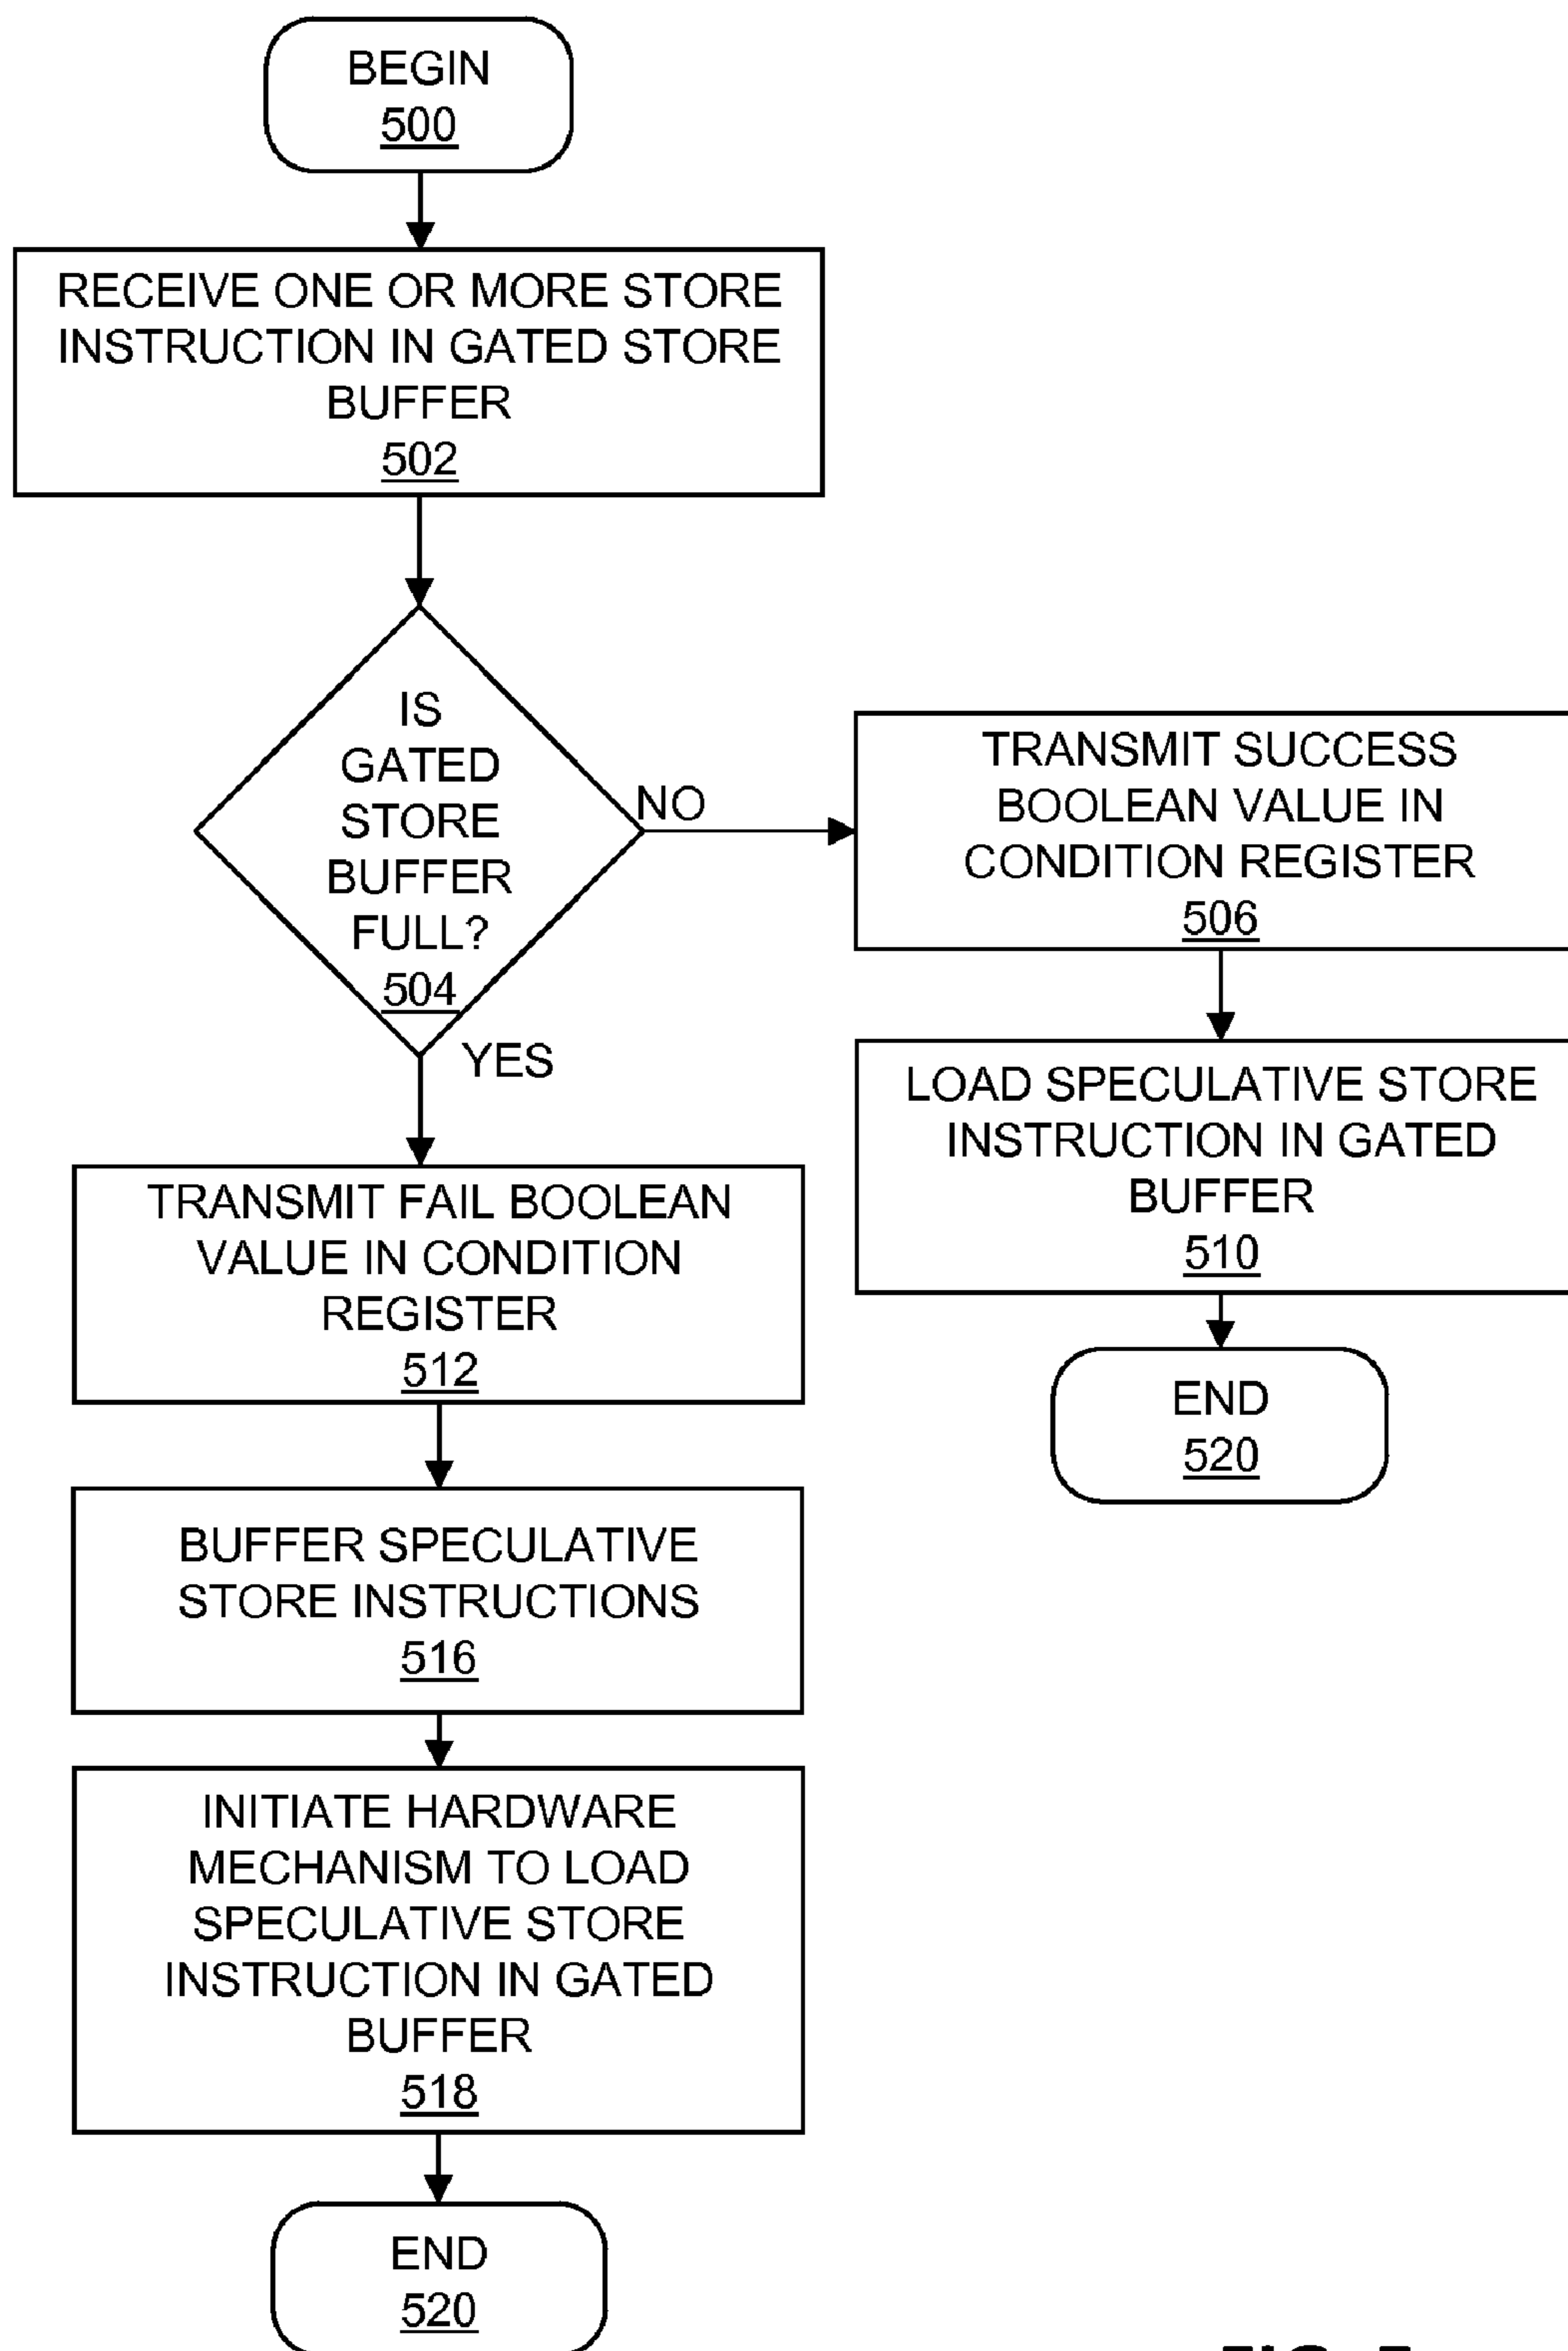 BEGIN
500
RECEIVE ONE OR MORE STORE
INSTRUCTION IN GATED STORE
BUFFER
502
IS
GATED
STORE
BUFFER
FULL?
504
NO
YES
TRANSMIT SUCCESS
BOOLEAN VALUE IN
CONDITION REGISTER
506
LOAD SPECULATIVE STORE
INSTRUCTION IN GATED
BUFFER
510
END
520
TRANSMIT FAIL BOOLEAN
VALUE IN CONDITION
REGISTER
512
BUFFER SPECULATIVE
STORE INSTRUCTIONS
516
INITIATE HARDWARE
MECHANISM TO LOAD
SPECULATIVE STORE
INSTRUCTION IN GATED
BUFFER
518
END
520